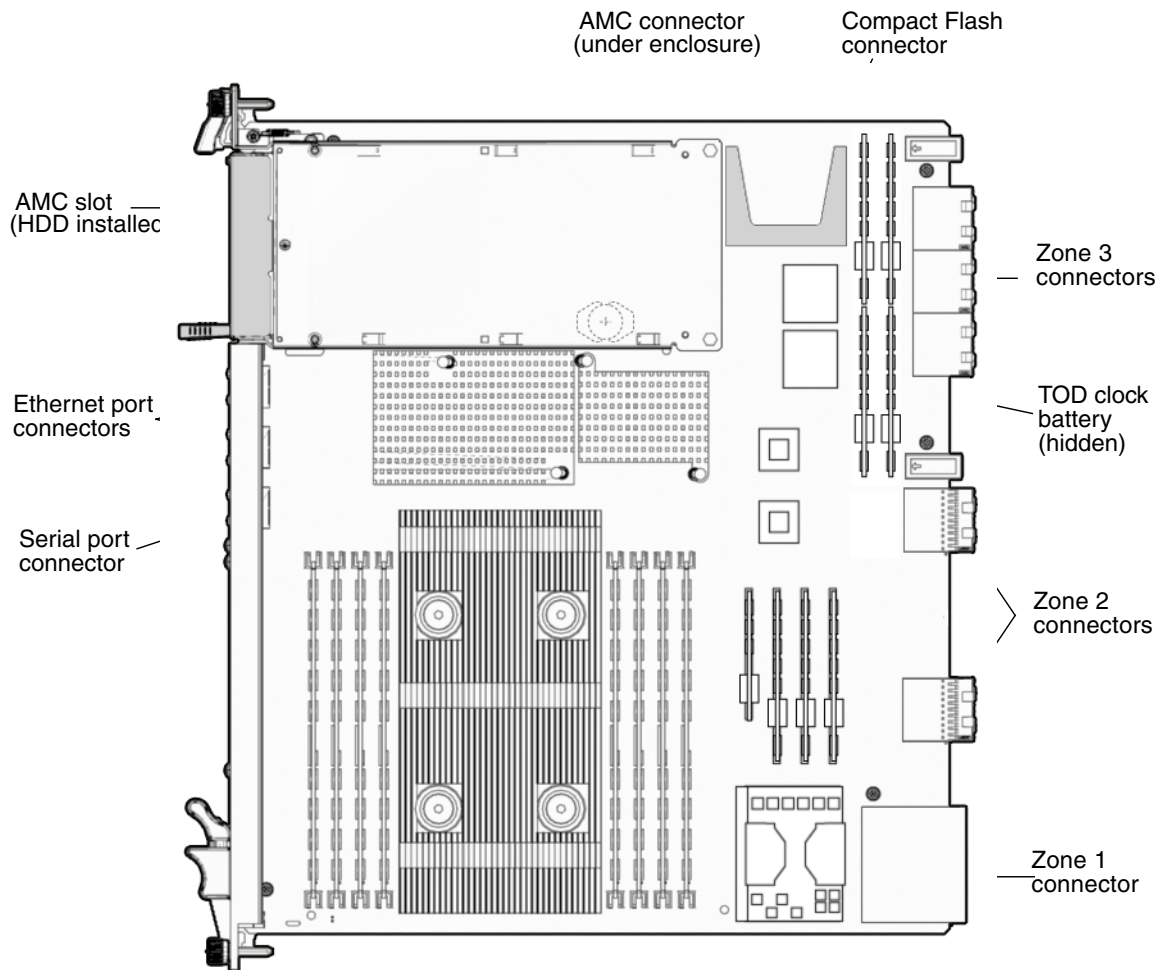 AMC connector
(under enclosure)
Compact Flash
connector
AMC slot
(HDD installed
Zone 3
connectors
Ethernet port
connectors
TOD clock
battery
(hidden)
Serial port
connector
Zone 2
connectors
Zone 1
connector